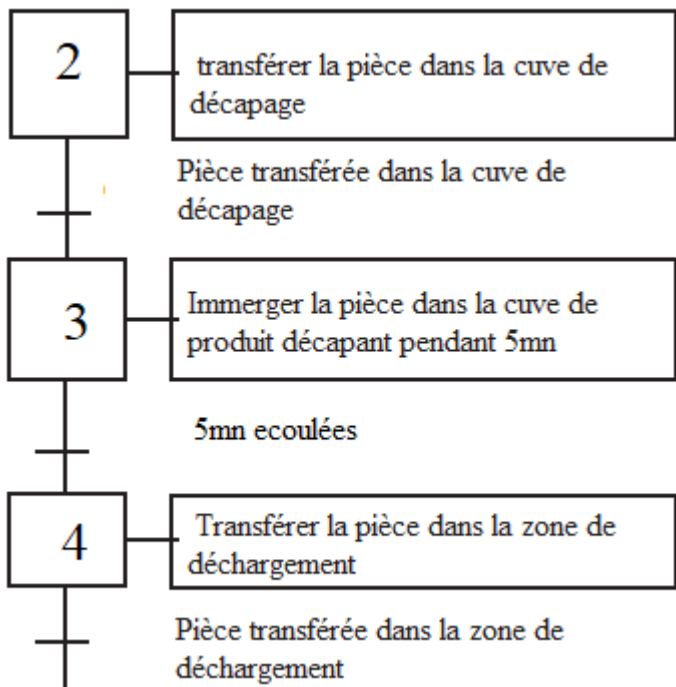 2
transférer la pièce dans la cuve de
décapage
Pièce transférée dans la cuve de
décapage
3
Immerger la pièce dans la cuve de
produit décapant pendant 5mn
5mn ecoulées
4
Transférer la pièce dans la zone de
déchargement
Pièce transférée dans la zone de
déchargement